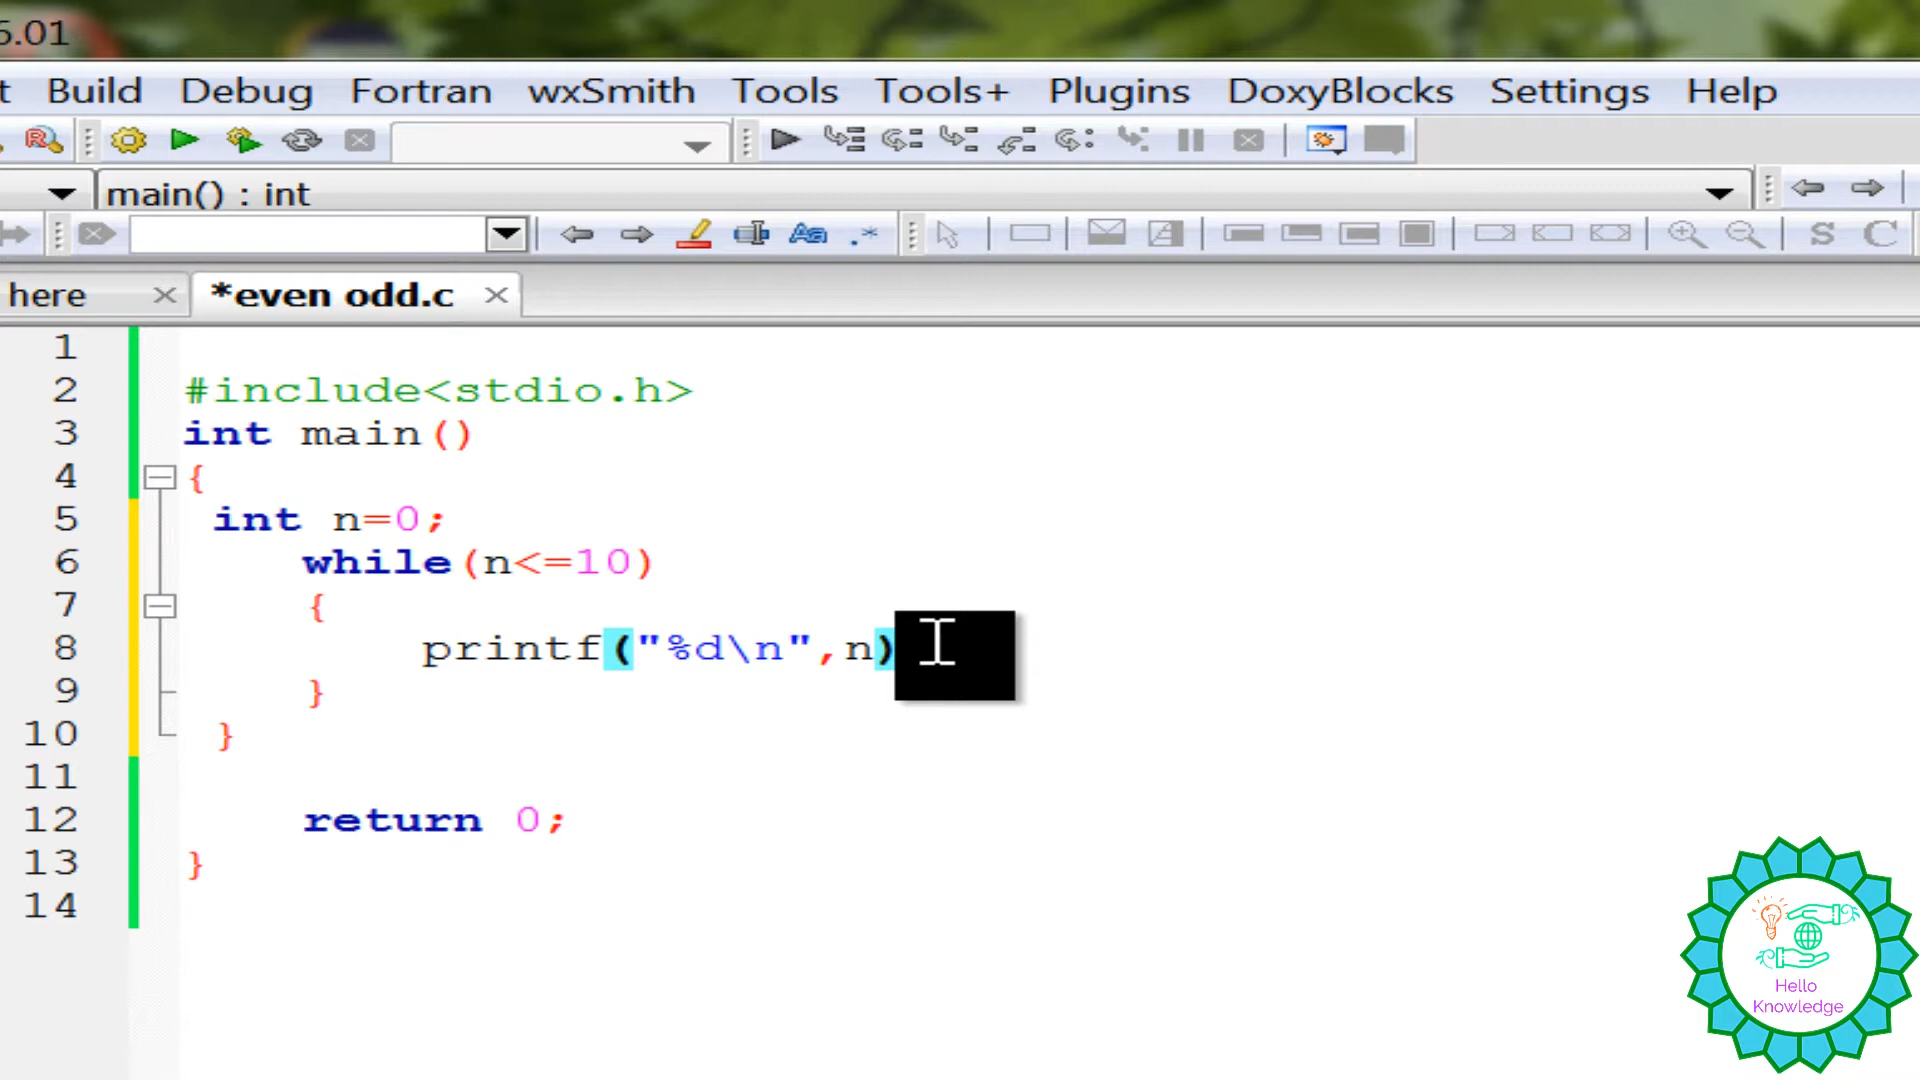 5.01
t Build Debug Fortran wxSmith Tools Tools+ Plugins DoxyBlocks Settings Help
main() : int
S C
here *even odd.c
1
2 #include<stdio.h>
3 int main()
4 {
5 int n=0;
6 while(n<=10)
7 {
8 printf("%d\n",n)
9 }
10 }
11
12 return 0;
13 }
14
Hello
Knowledge